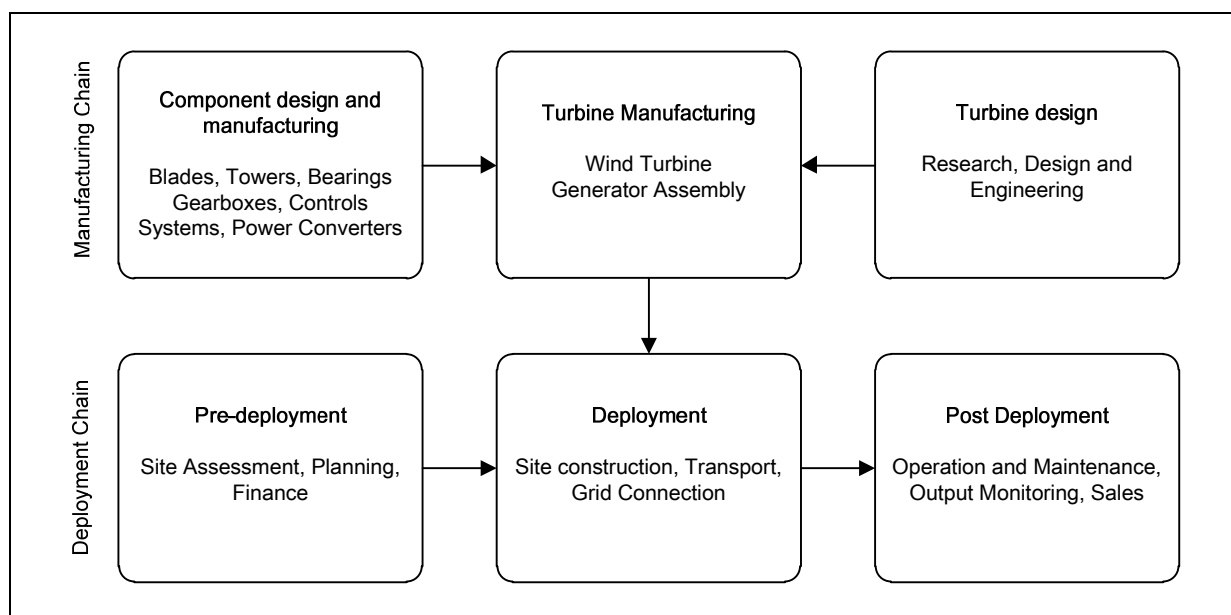 Manufacturing Chain
Component design and
manufacturing
Blades, Towers, Bearings
Gearboxes, Controls
Systems, Power Converters
Turbine Manufacturing
Wind Turbine
Generator Assembly
Turbine design
Research, Design and
Engineering
Deployment Chain
Pre-deployment
Site Assessment, Planning,
Finance
Deployment
Site construction, Transport,
Grid Connection
Post Deployment
Operation and Maintenance,
Output Monitoring, Sales